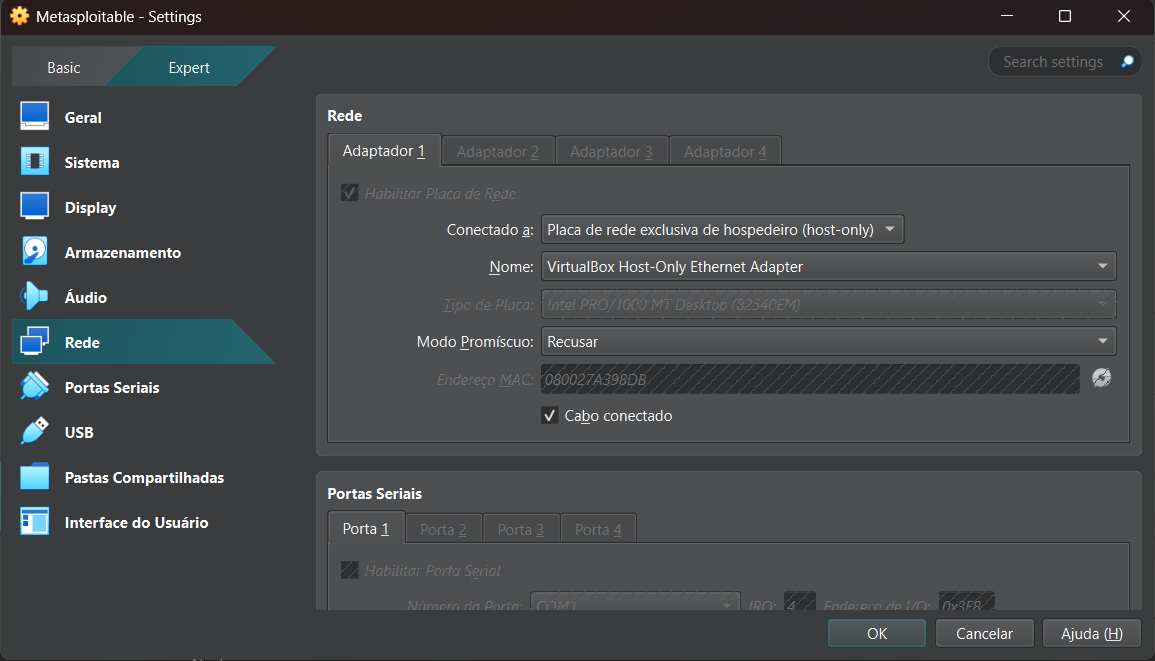 Metasploitable - Settings
Basic
Expert
Search settings
Geral
Sistema
Display
Armazenamento
Áudio
Rede
Portas Seriais
USB
Pastas Compartilhadas
Interface do Usuário
Rede
Adaptador 1 Adaptador 2 Adaptador 3 Adaptador 4
Habilitar Placa de Rede
Conectado a: Placa de rede exclusiva de hospedeiro (host-only)
Nome: VirtualBox Host-Only Ethernet Adapter
Tipo de Placa: Intel PRO/1000 MT Desktop (82540EM)
Modo Promíscuo: Recusar
Endereço MAC: 080027A398DB
Cabo conectado
Portas Seriais
Porta 1 Porta 2 Porta 3 Porta 4
Habilitar Porta Serial
Número da Porta: COM1 IRQ: 4 Endereço de I/O: 0x3F8
OK Cancelar Ajuda (H)